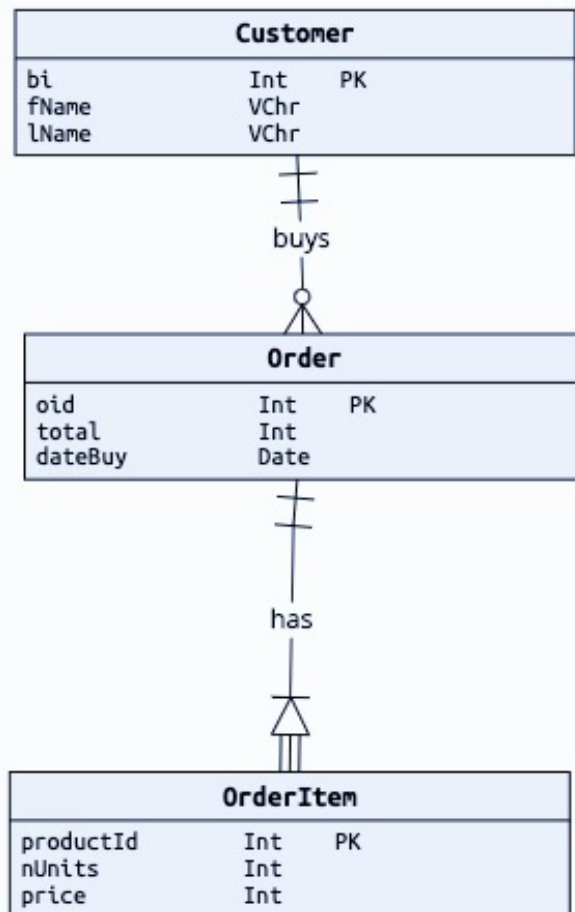 Customer
bi Int PK
fName VChr
lName VChr
buys
Order
oid Int PK
total Int
dateBuy Date
has
OrderItem
productId Int PK
nUnits Int
price Int